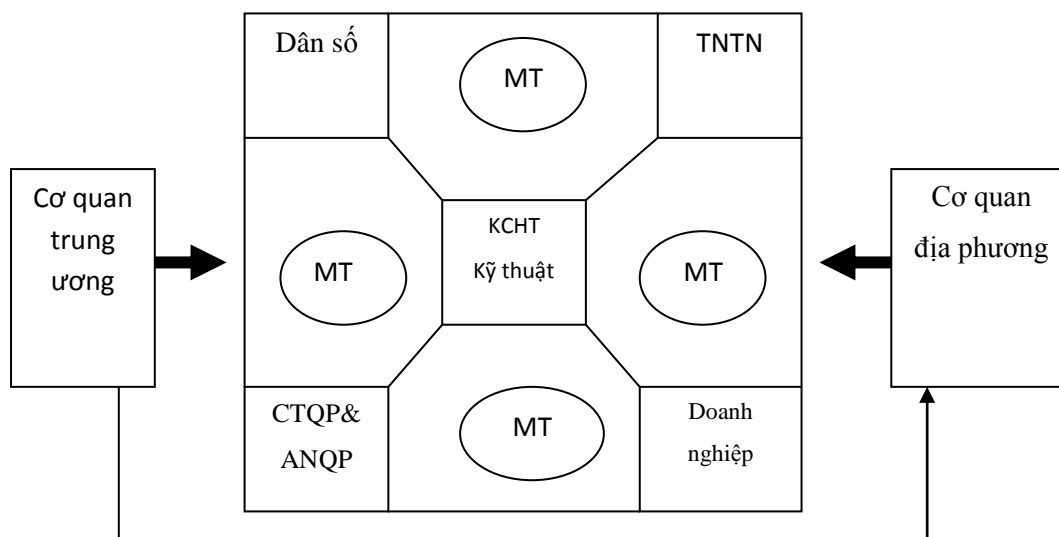 Dân số
MT
TNTN
Cơ quan
trung
ương
MT
KCHT
Kỹ thuật
MT
Cơ quan
địa phương
CTQP&
ANQP
MT
Doanh
nghiệp